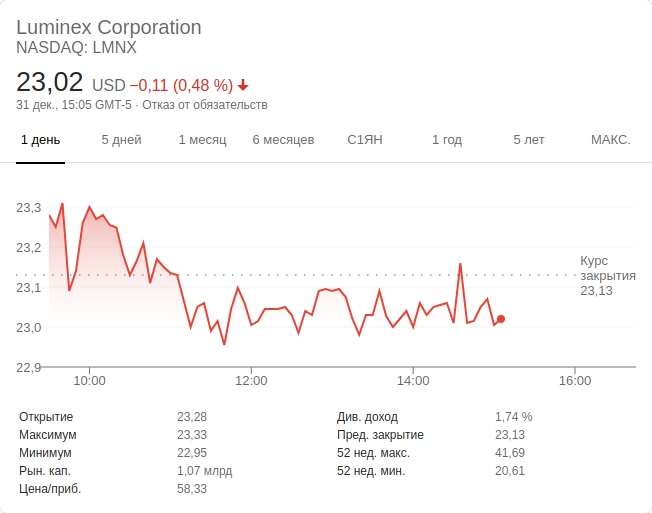 Luminex Corporation
NASDAQ: LMNX
23,02 USD −0,11 (0,48 %)
31 дек., 15:05 GMT-5 · Отказ от обязательств
1 день 5 дней 1 месяц 6 месяцев С1ЯН 1 год 5 лет МАКС.
23,3
23,2
23,1
23,0
22,9
Курс
закрытия
23,13
10:00 12:00 14:00 16:00
Открытие 23,28 Див. доход 1,74 %
Максимум 23,33 Пред. закрытие 23,13
Минимум 22,95 52 нед. макс. 41,69
Рын. кап. 1,07 млрд 52 нед. мин. 20,61
Цена/приб. 58,33